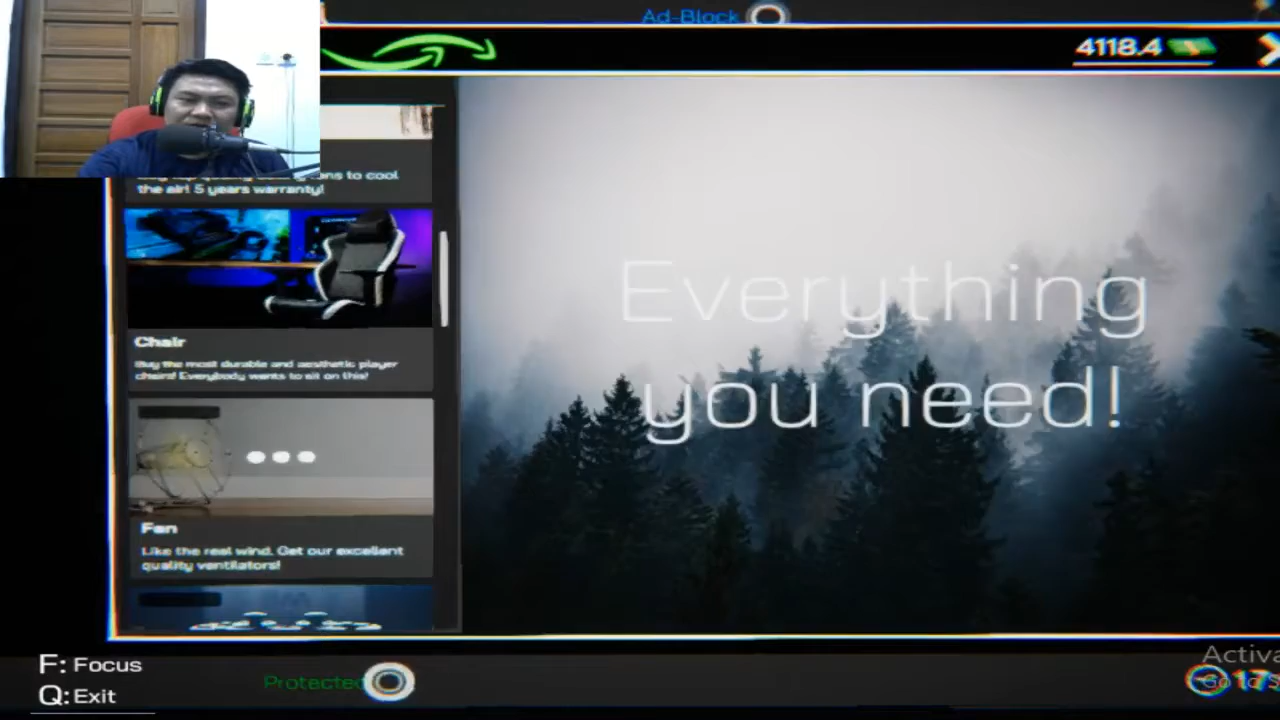 Ad-Block
4118.4
the air! 5 years warranty!
Chair
Buy the most durable and aesthetic player
chairs! Everybody wants to sit on this!
Fan
Like the real wind. Get our excellent
quality ventilators!
Everything
you need!
F: Focus
Q: Exit
Protected